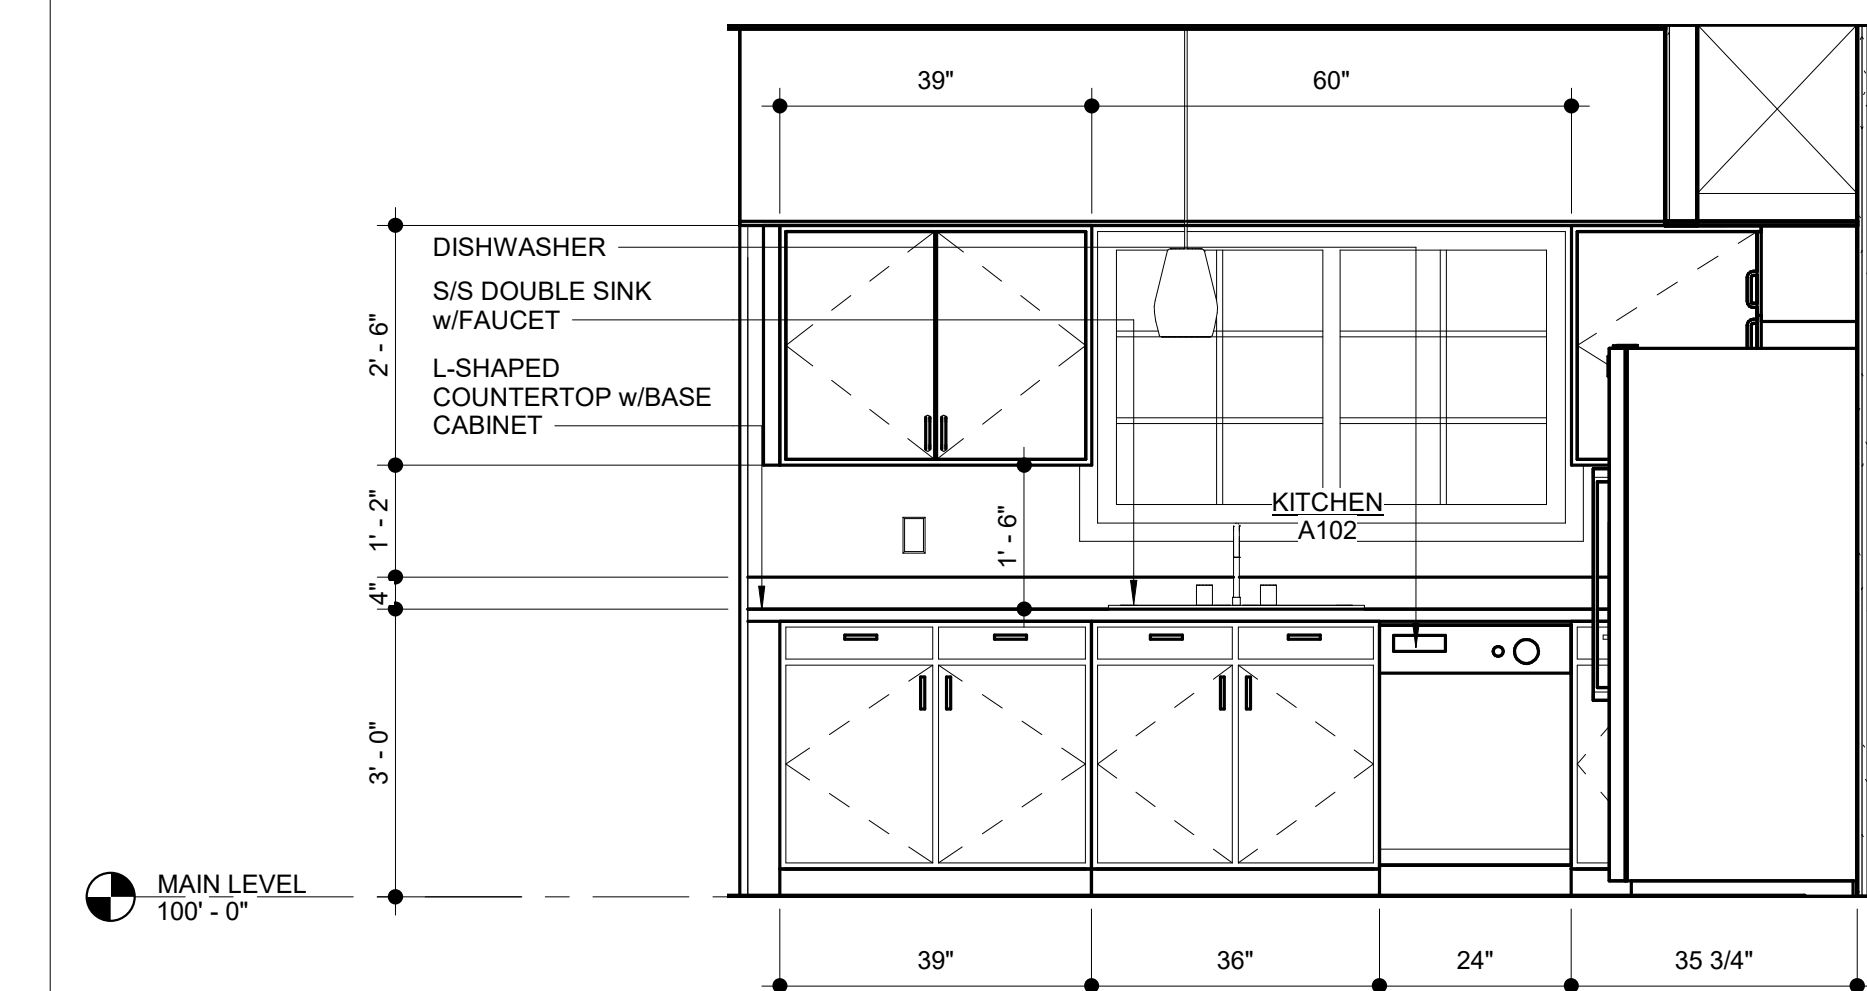 39"
60"
DISHWASHER
S/S DOUBLE SINK
w/FAUCET
L-SHAPED
COUNTERTOP w/BASE
CABINET
2' - 6"
1' - 2"
4"
3' - 0"
1' - 6"
KITCHEN
A102
MAIN LEVEL
100' - 0"
39"
36"
24"
35 3/4"